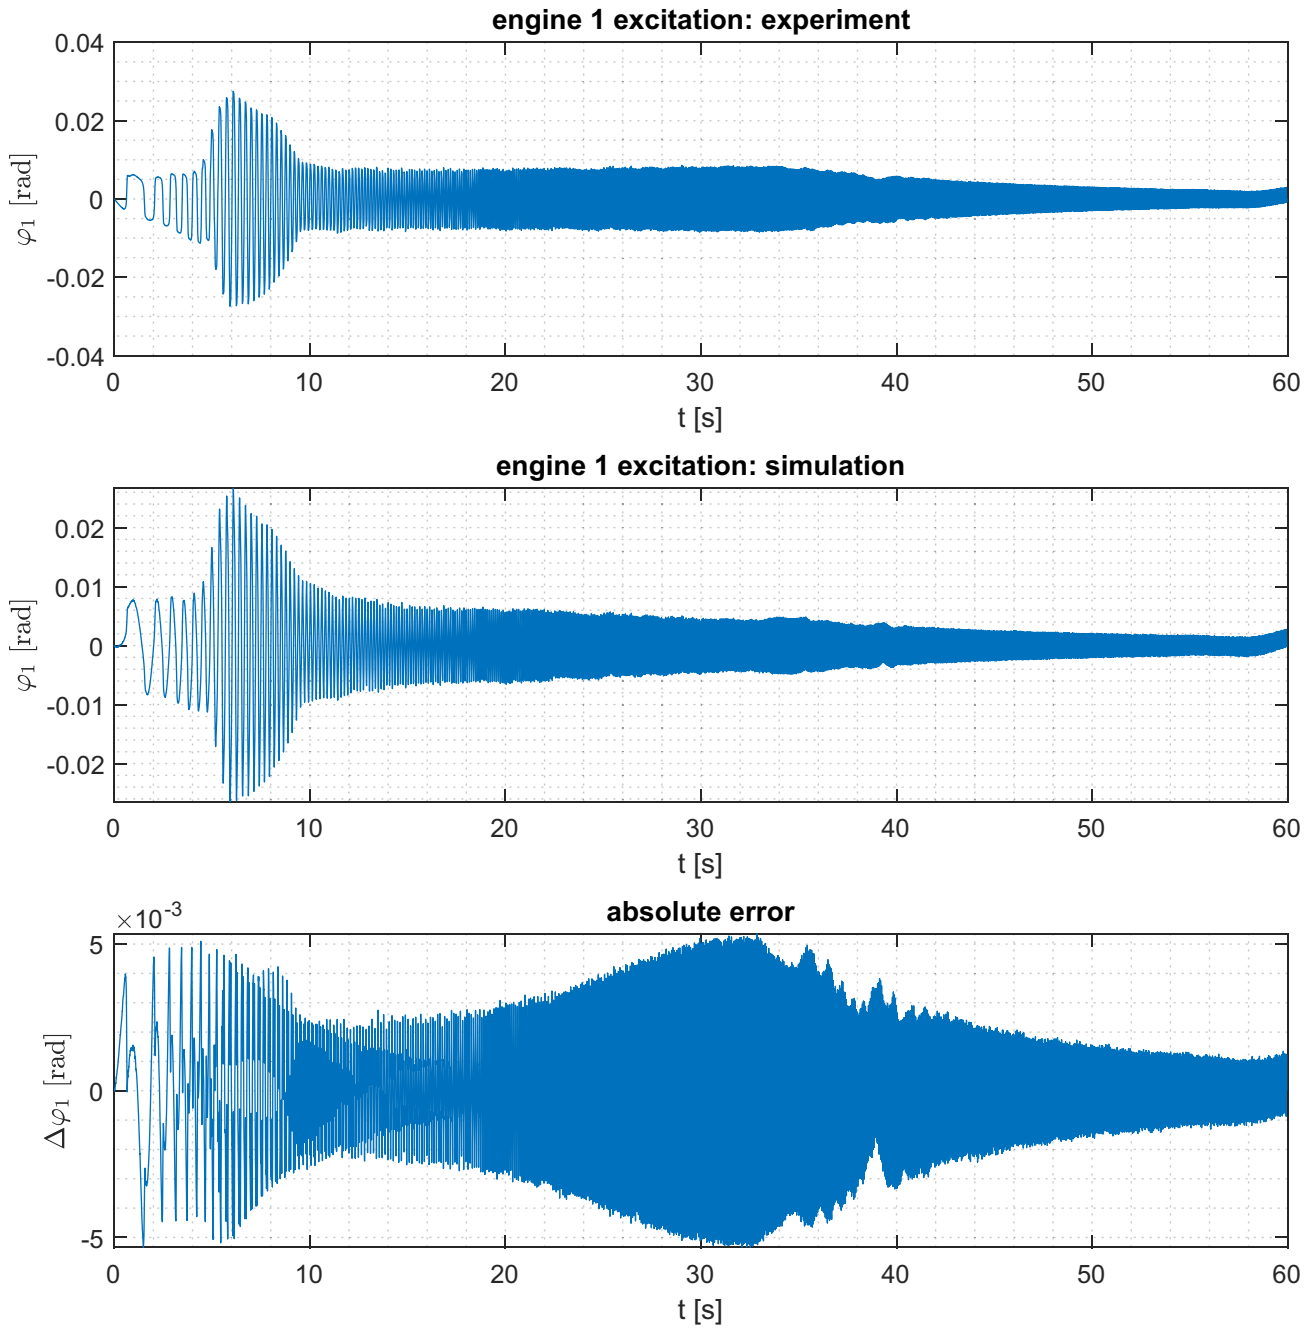 engine 1 excitation: experiment
0.04
0.02
0
-0.02
-0.04
φ₁ [rad]
0 10 20 30 40 50 60
t [s]
engine 1 excitation: simulation
0.02
0.01
0
-0.01
-0.02
φ₁ [rad]
0 10 20 30 40 50 60
t [s]
absolute error
×10⁻³
5
0
-5
Δφ₁ [rad]
0 10 20 30 40 50 60
t [s]